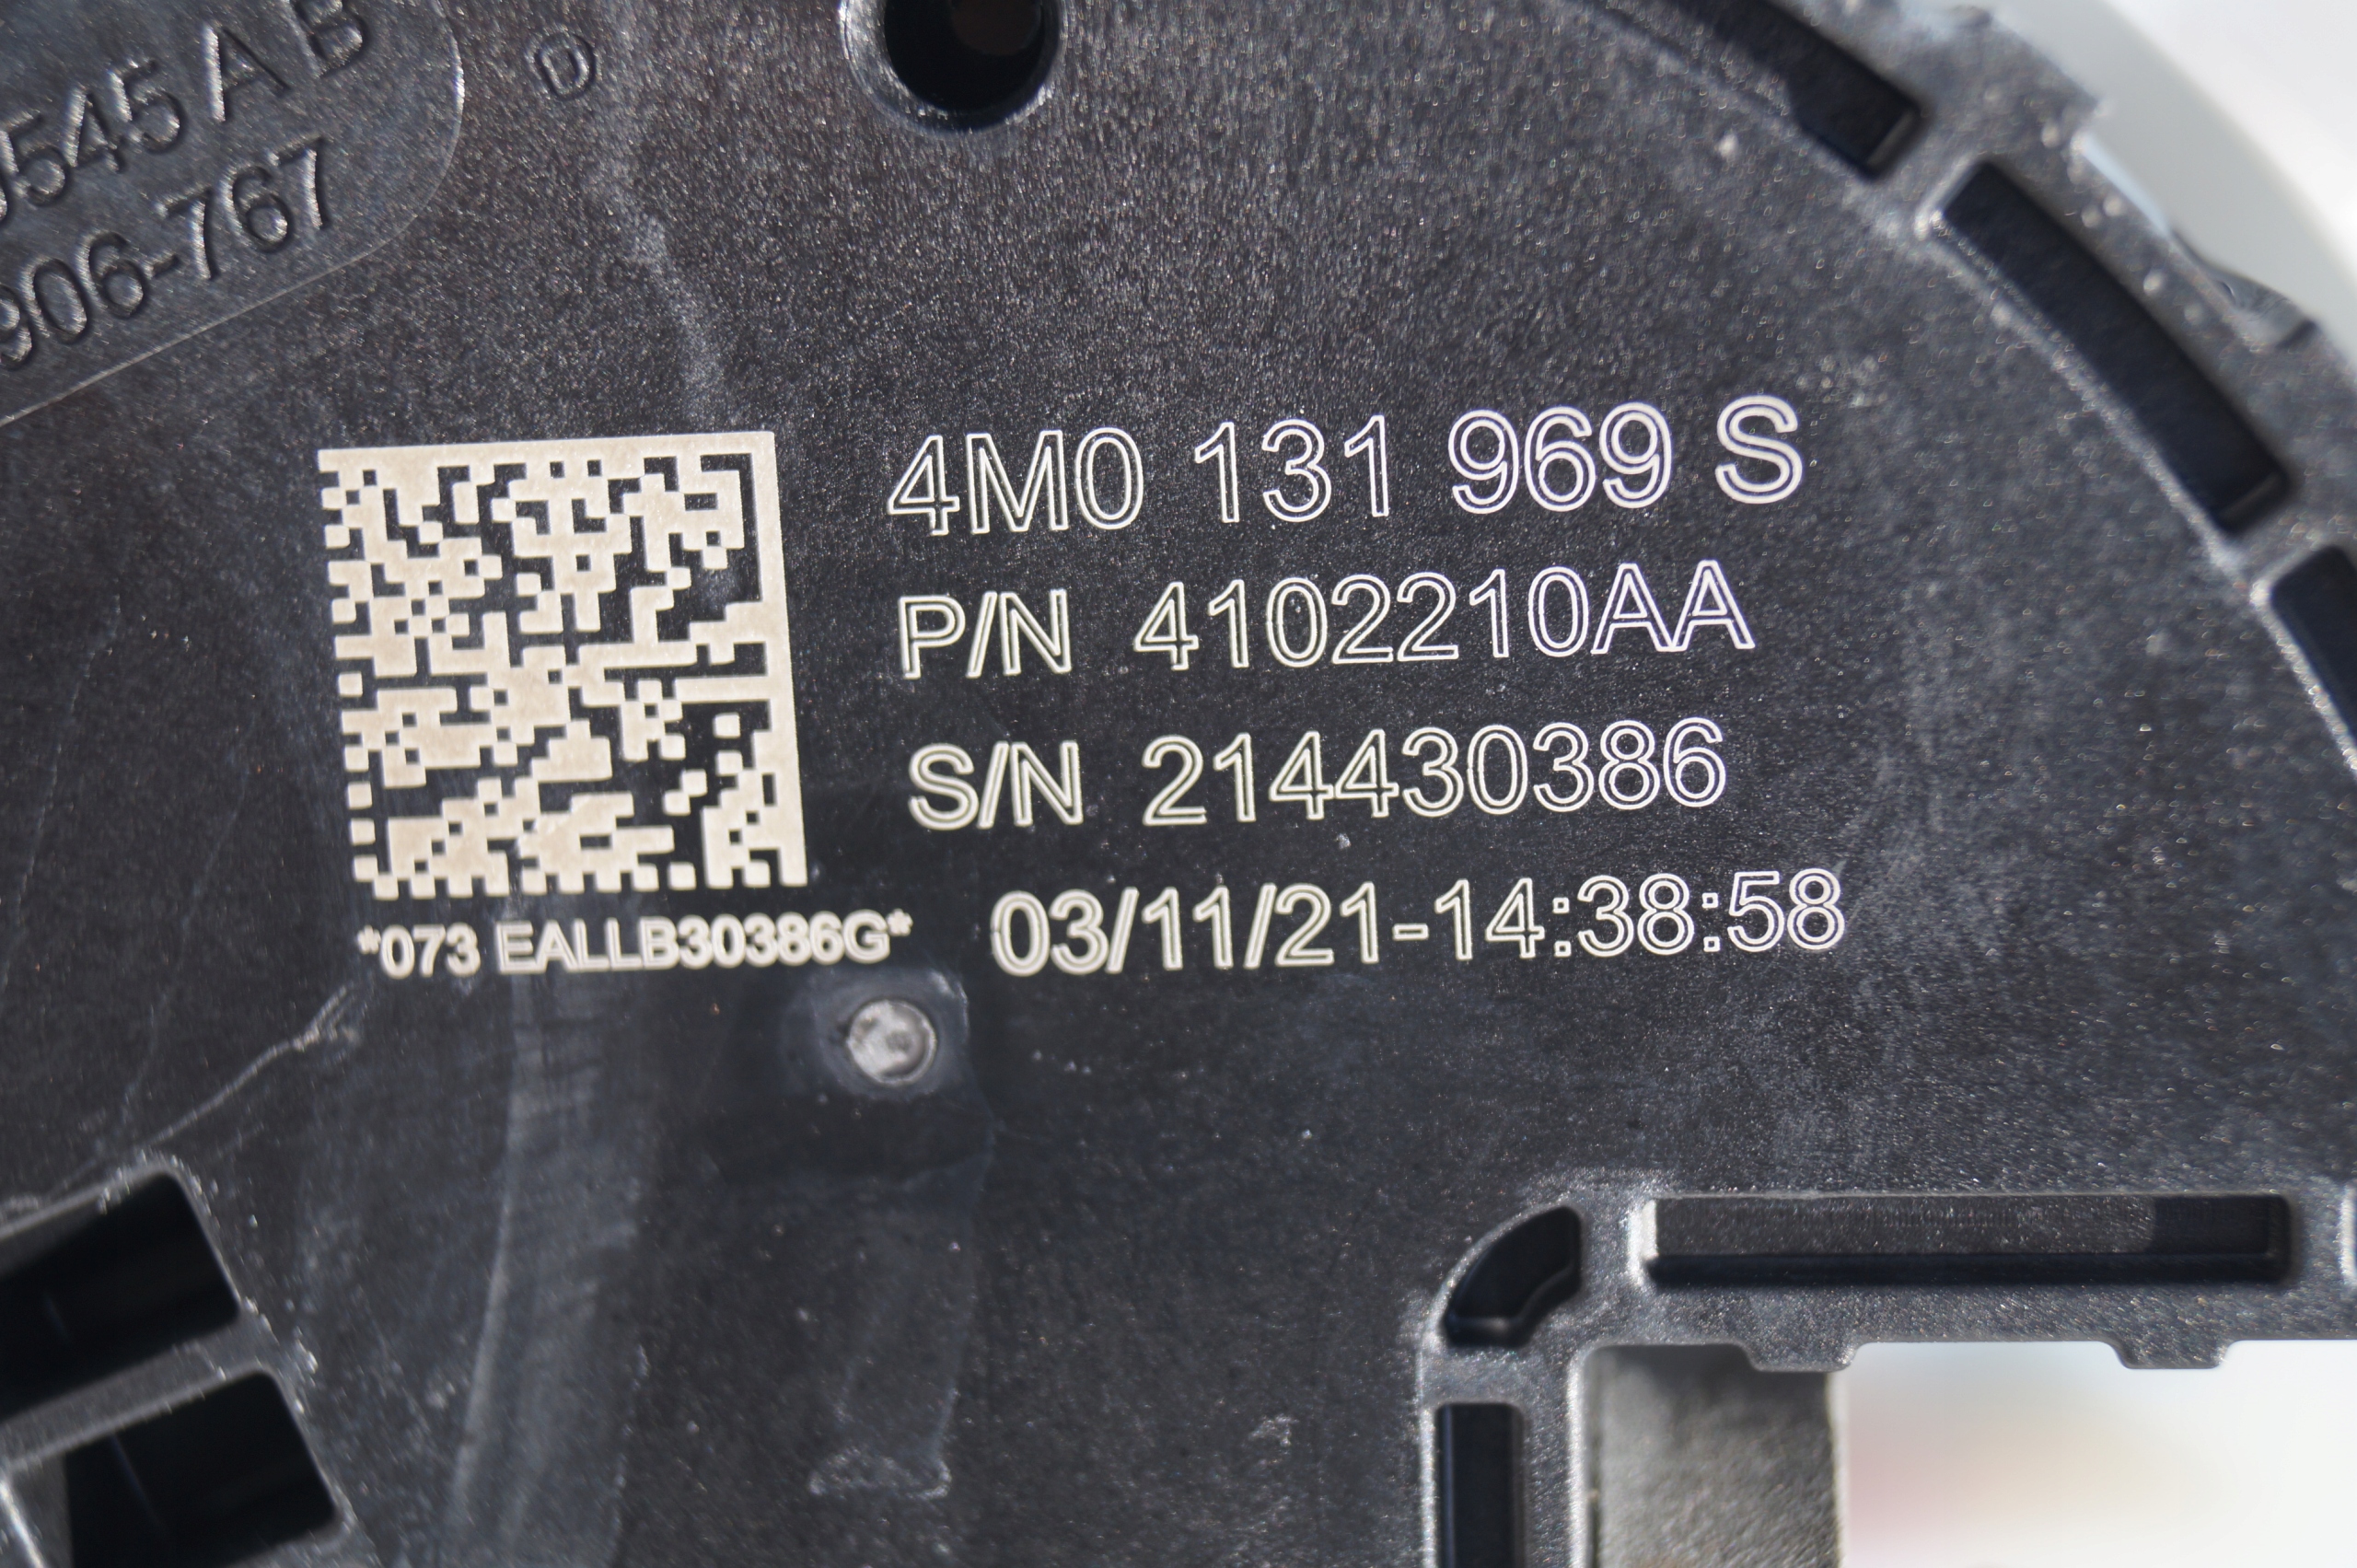 545 A B
D
906-767
4M0 131 969 S
P/N 4102210AA
S/N 214430386
*073 EALLB30386G* 03/11/21-14:38:58